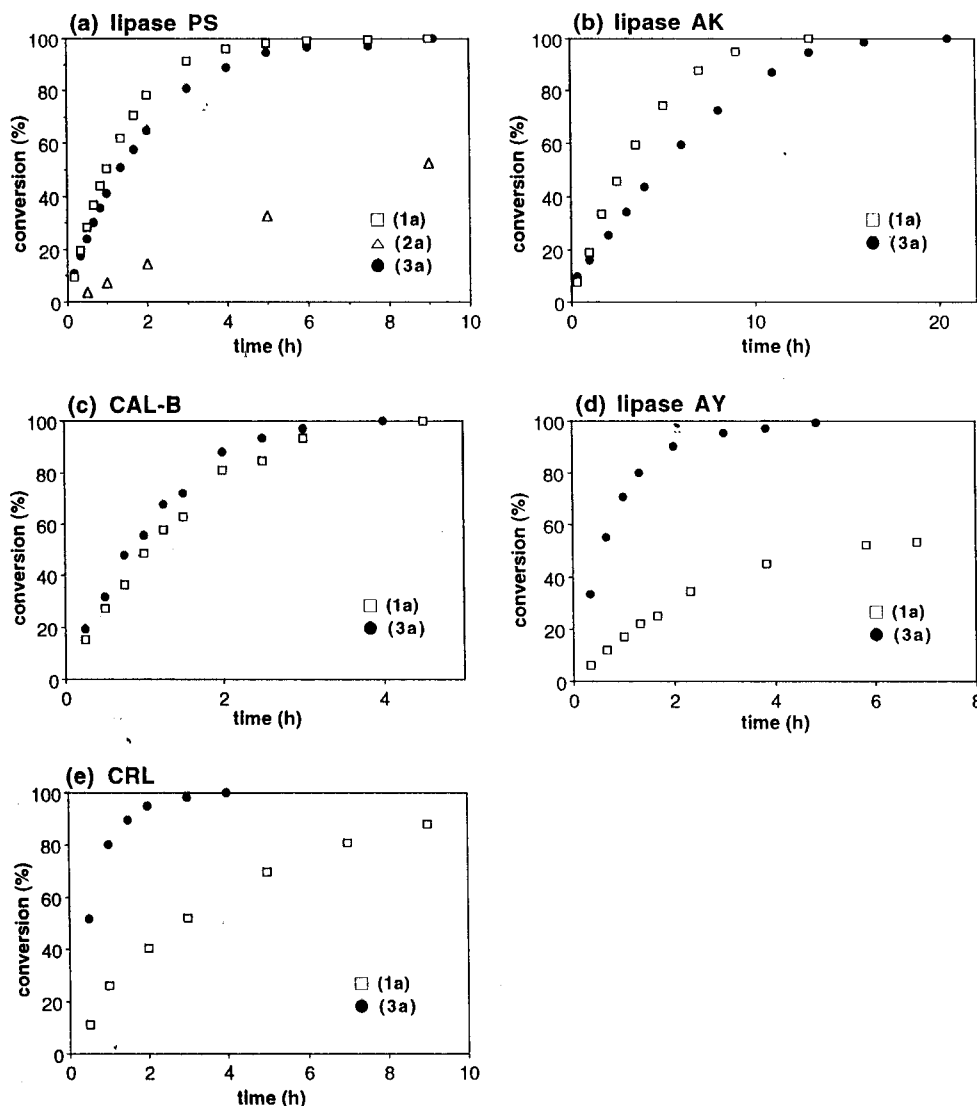 (a) lipase PS
100
80
60
40
20
0
conversion (%)
(1a)
(2a)
(3a)
0 2 4 6 8 10
time (h)
(b) lipase AK
100
80
60
40
20
0
conversion (%)
(1a)
(3a)
0 10 20
time (h)
(c) CAL-B
100
80
60
40
20
0
conversion (%)
(1a)
(3a)
0 2 4
time (h)
(d) lipase AY
100
80
60
40
20
0
conversion (%)
(1a)
(3a)
0 2 4 6 8
time (h)
(e) CRL
100
80
60
40
20
0
conversion (%)
(1a)
(3a)
0 2 4 6 8 10
time (h)